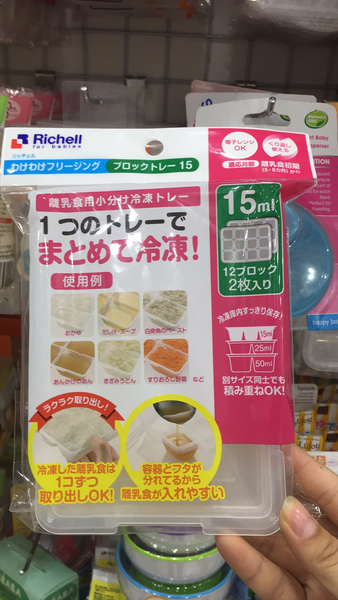 Richell
for babies
リッチェル
わけわけフリージング ブロックトレー 15
電子レンジ
OK
くり返し
使える
適応月齢 離乳食初期
(5・6カ月)から
離乳食用小分け冷凍トレー
1つのトレーで
まとめて冷凍!
使用例
おかゆ
だし汁・スープ
白身魚のペースト
あんかけのあん
きざみうどん
すりおろし野菜
など
15ml
12ブロック
2枚入り
冷凍庫内すっきり保存!
15ml
25ml
50ml
別サイズ同士でも
積み重ねOK!
ラクラク取り出し!
冷凍した離乳食は
1コずつ
取り出しOK!
容器とフタが
分れてるから
離乳食が入れやすい